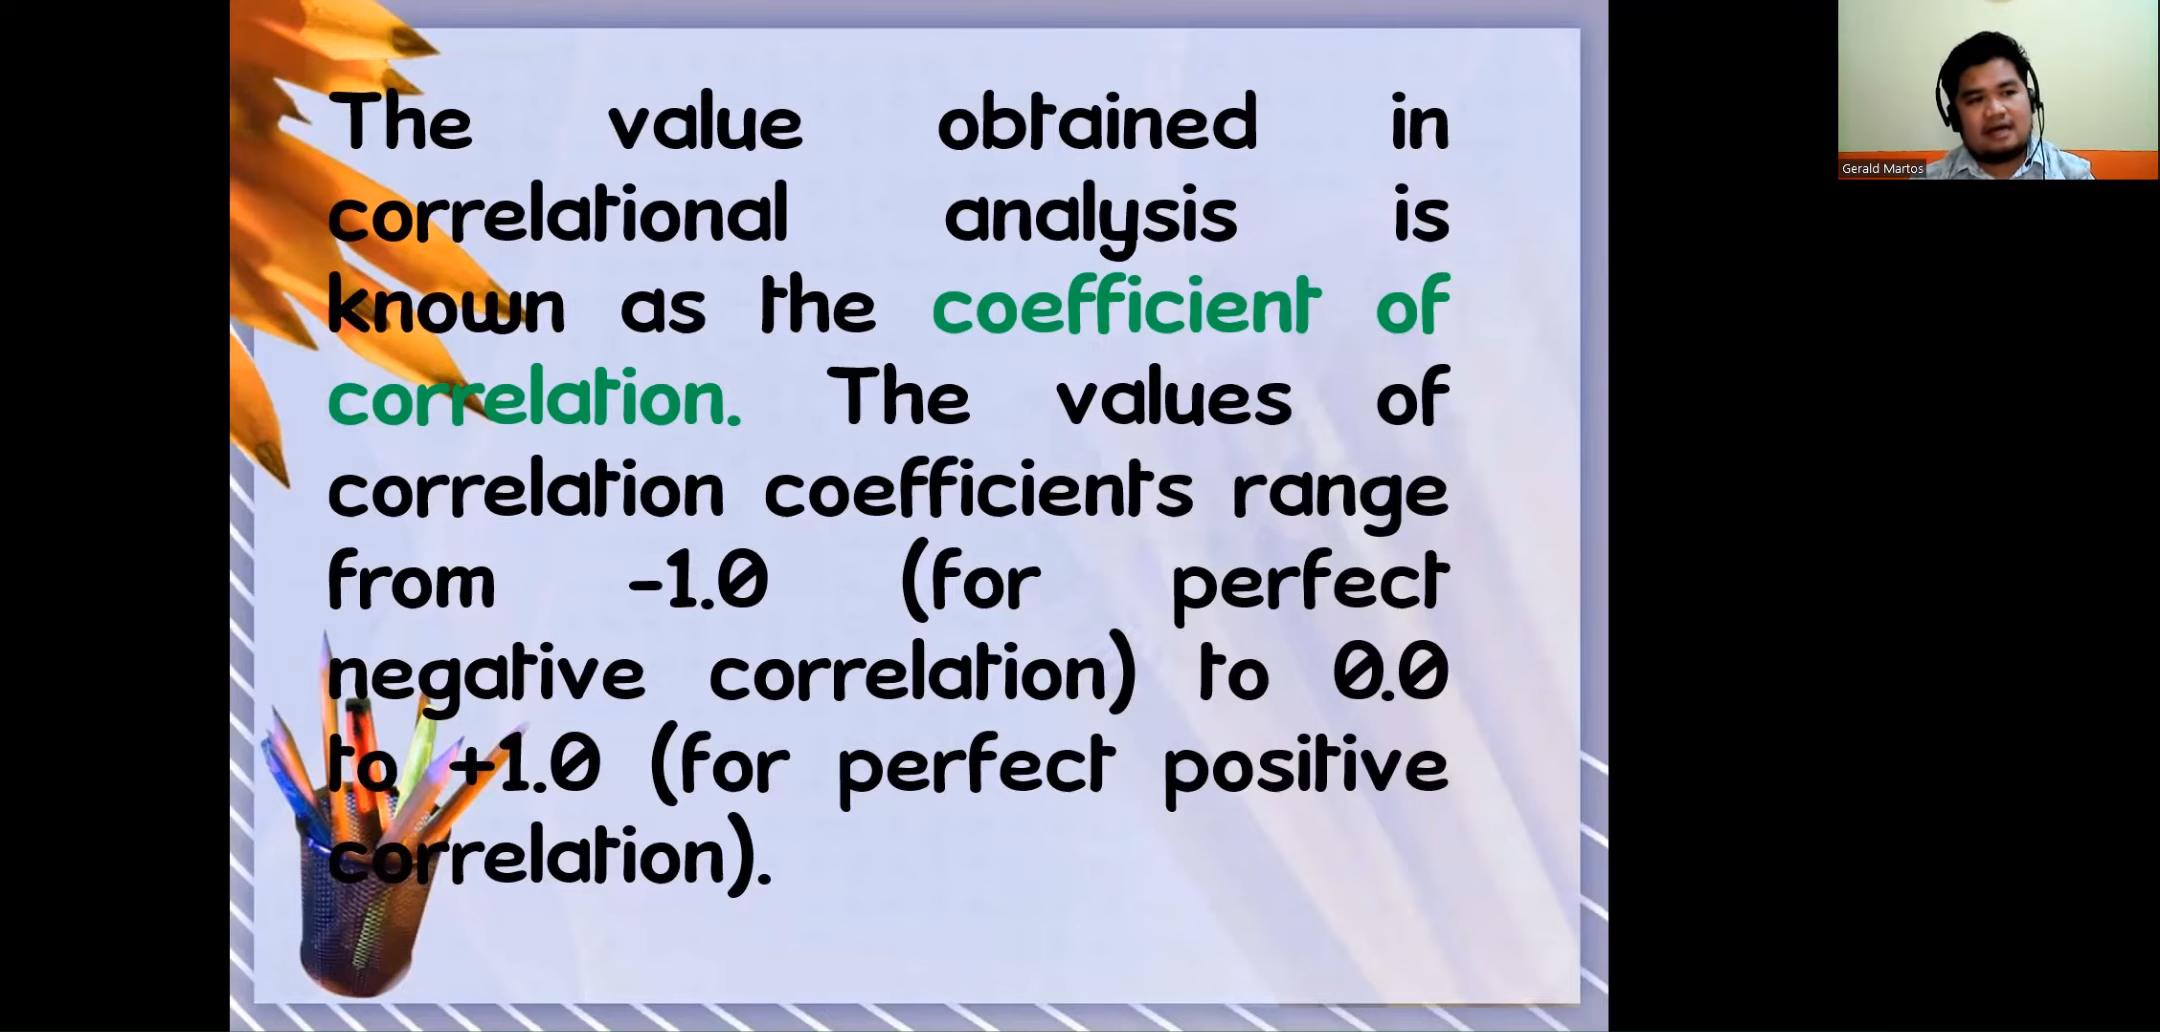 The value obtained in
correlational analysis is
known as the coefficient of
correlation. The values of
correlation coefficients range
from -1.0 (for perfect
negative correlation) to 0.0
to +1.0 (for perfect positive
correlation).
Gerald Martos